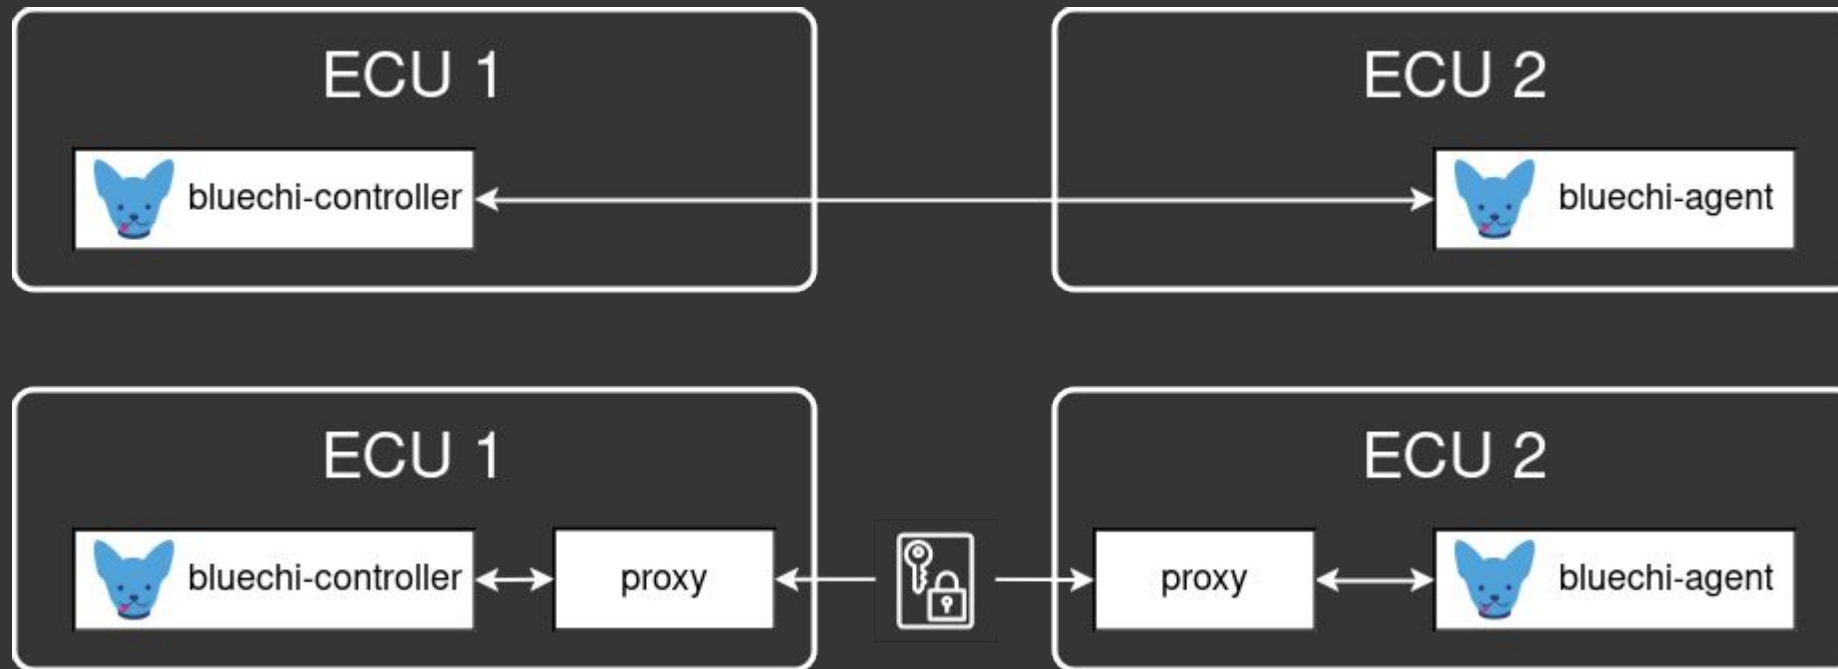 ECU 1
ECU 2
bluechi-controller
bluechi-agent
ECU 1
ECU 2
bluechi-controller
proxy
proxy
bluechi-agent